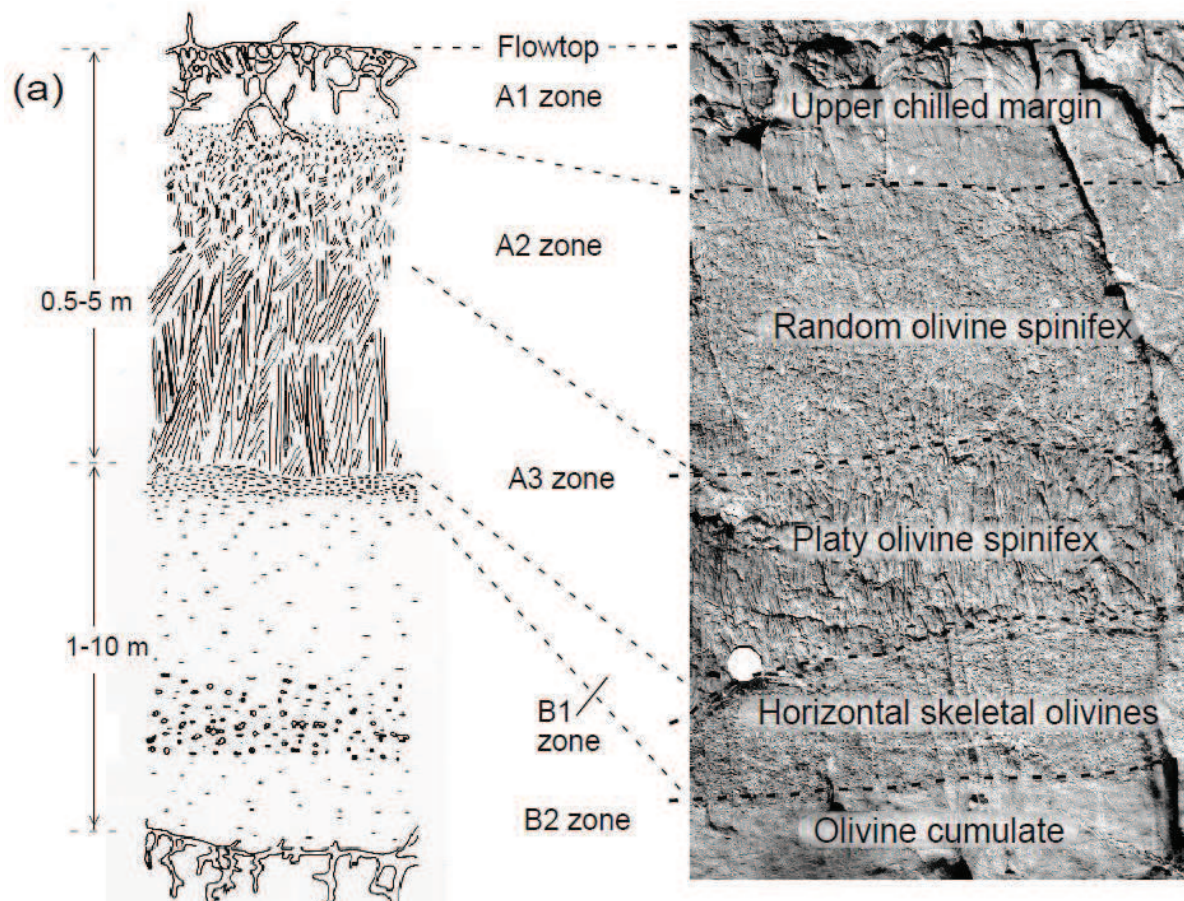 (a)
Flowtop
A1 zone
Upper chilled margin
A2 zone
0.5-5 m
Random olivine spinifex
A3 zone
Platy olivine spinifex
1-10 m
B1
zone
Horizontal skeletal olivines
B2 zone
Olivine cumulate